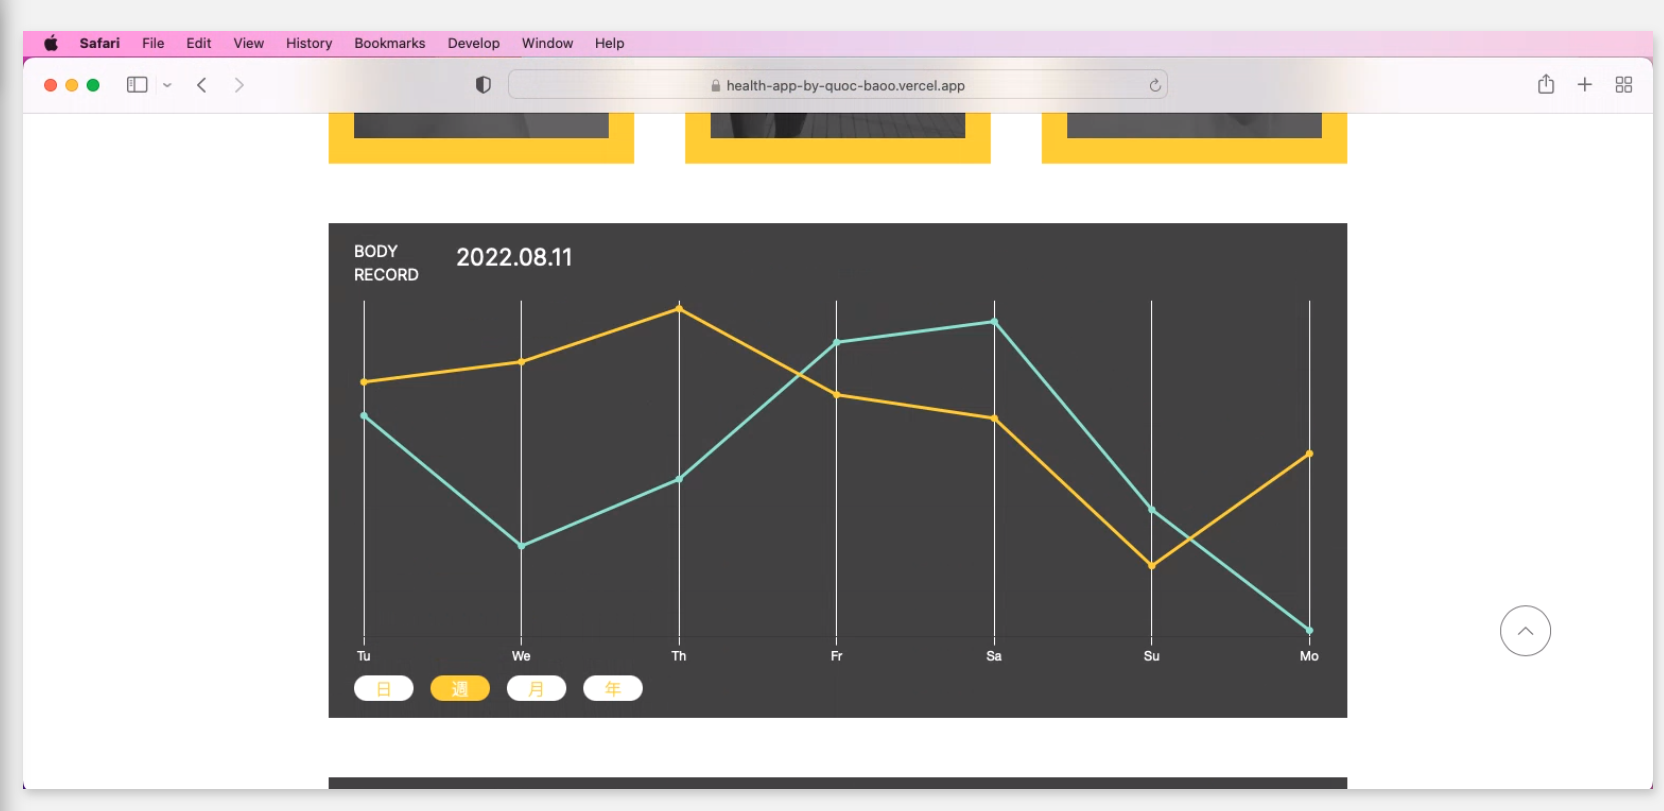 Safari File Edit View History Bookmarks Develop Window Help
health-app-by-quoc-baoo.vercel.app
BODY
RECORD
2022.08.11
Tu We Th Fr Sa Su Mo
日 週 月 年